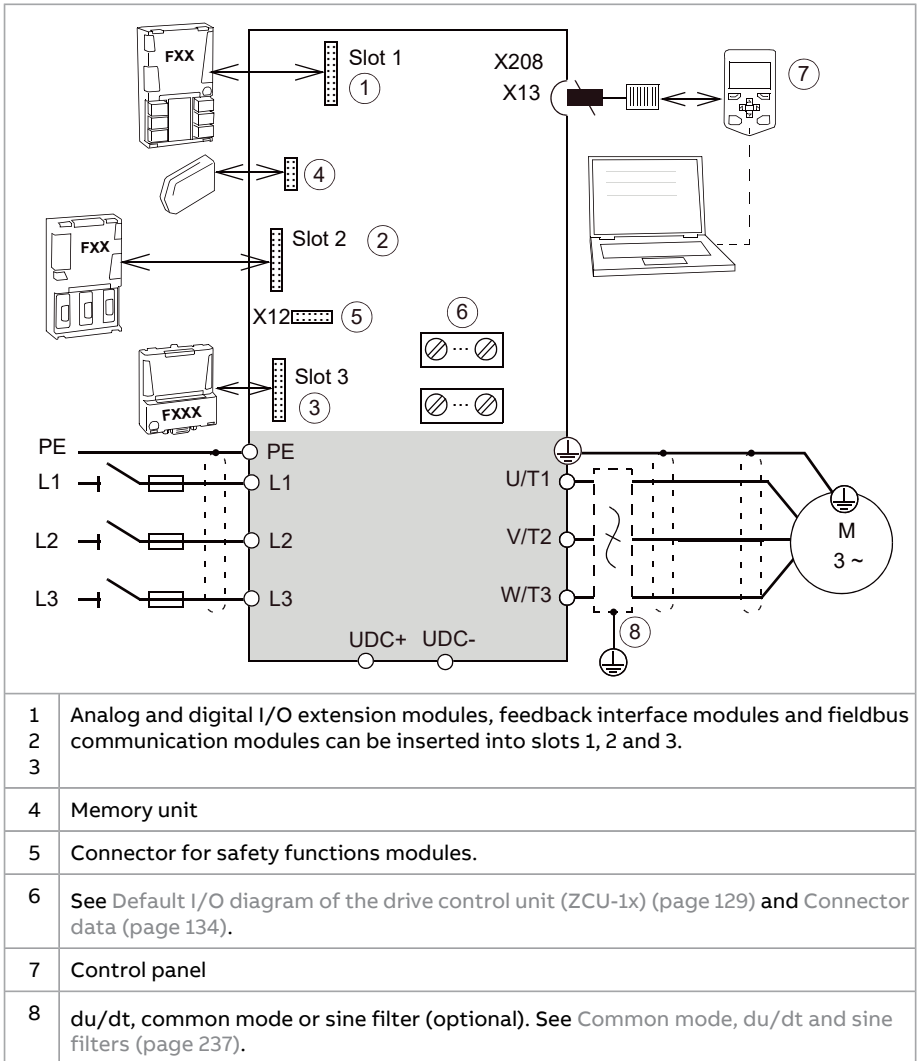 FXX
Slot 1
1
X208
X13
7
4
FXX
Slot 2
2
X12
5
6
Slot 3
3
FXXX
PE
PE
L1
L1
U/T1
L2
L2
V/T2
M
3 ~
L3
L3
W/T3
8
UDC+ UDC-
1
2
3
Analog and digital I/O extension modules, feedback interface modules and fieldbus
communication modules can be inserted into slots 1, 2 and 3.
4 Memory unit
5 Connector for safety functions modules.
6 See Default I/O diagram of the drive control unit (ZCU-1x) (page 129) and Connector
data (page 134).
7 Control panel
8 du/dt, common mode or sine filter (optional). See Common mode, du/dt and sine
filters (page 237).